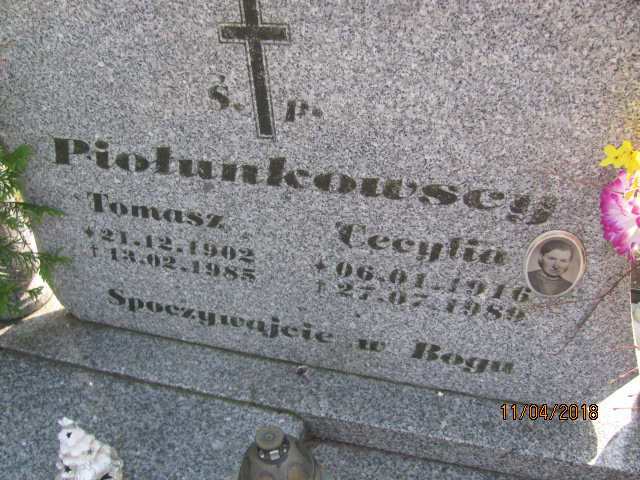 Ś. P.
Piołunkowscy
Tomasz
*21.12.1902
†13.02.1985
Cecylia
*06.01.1916
†27.07.1989
Spoczywajcie w Bogu
11/04/2018